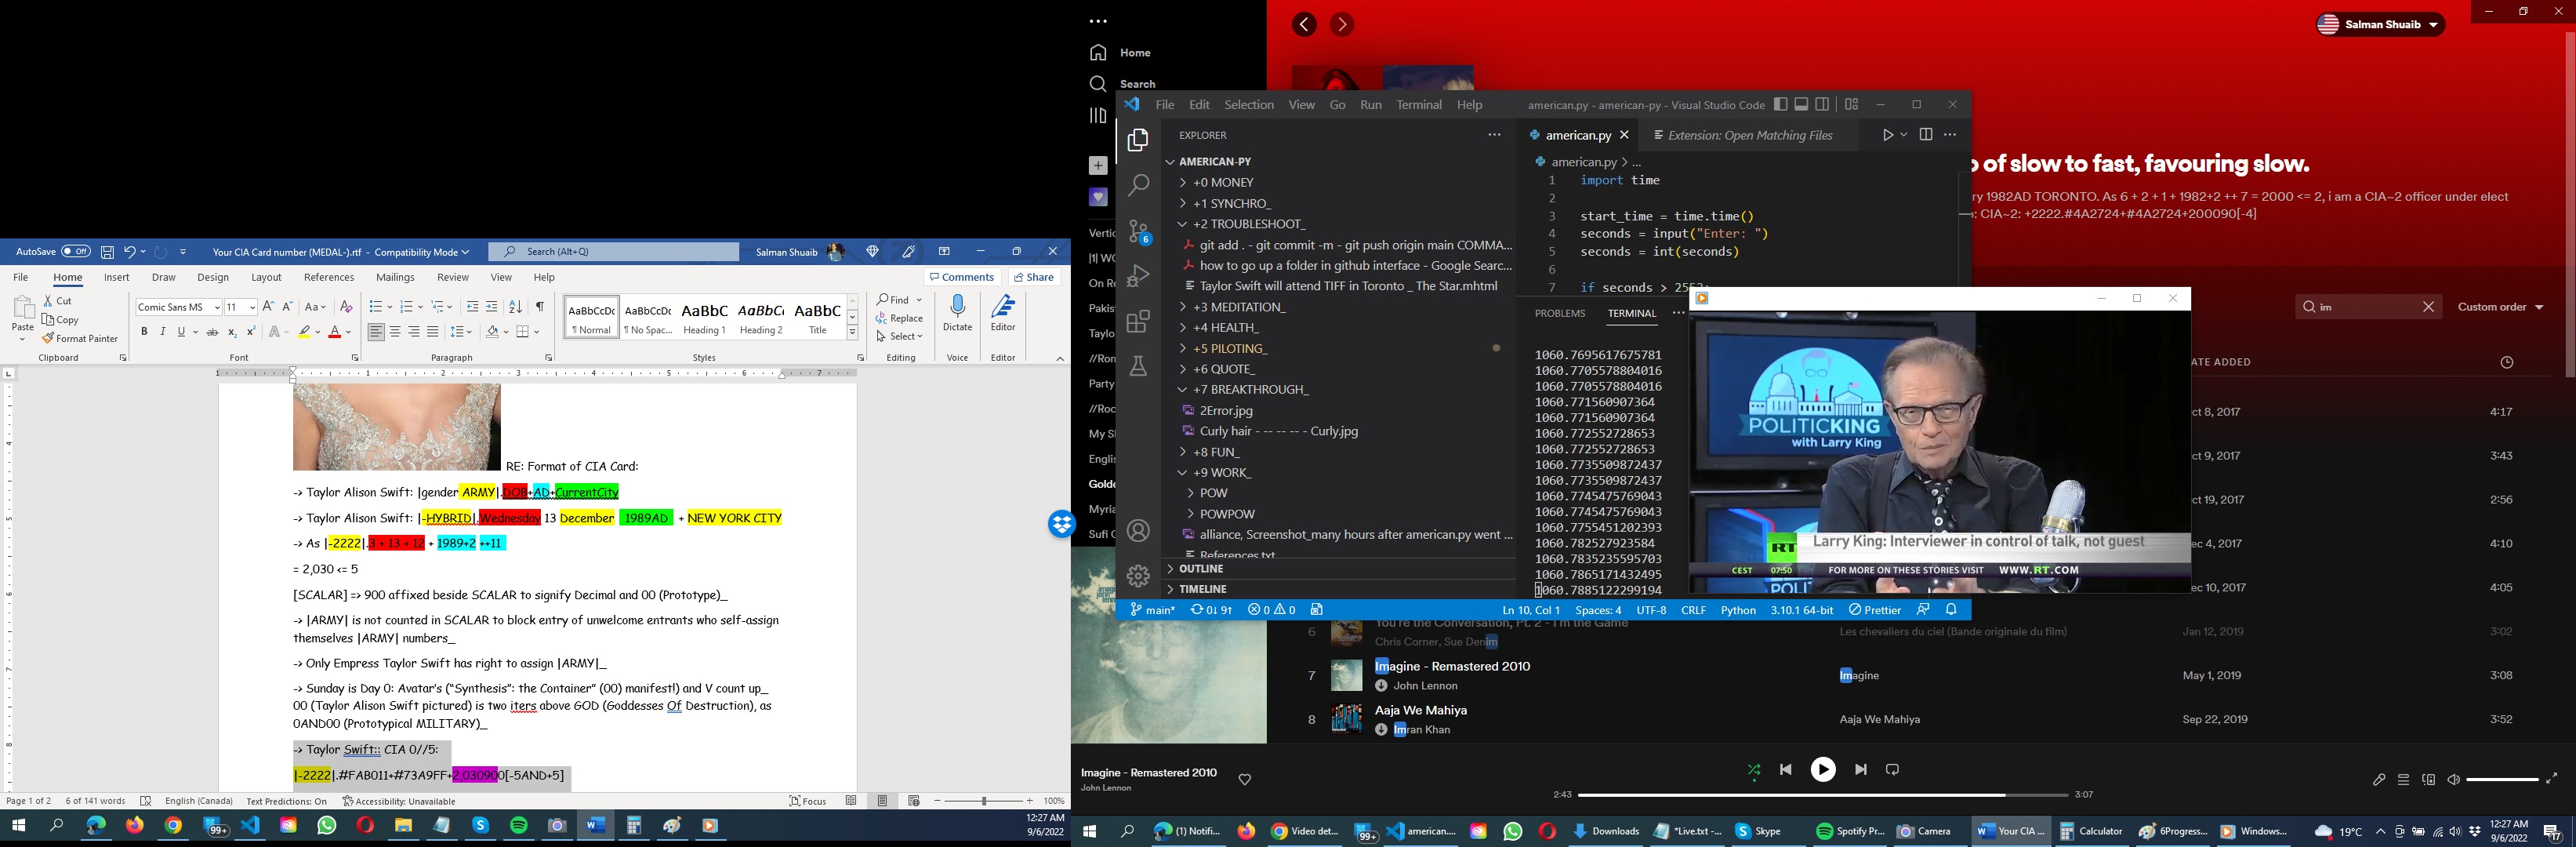 AutoSave Off
Your CIA Card number (MEDAL-).rtf - Compatibility Mode
Search (Alt+Q)
Salman Shuaib
File Home Insert Draw Design Layout References Mailings Review View Help
Comments Share
Paste
Cut
Copy
Format Painter
Comic Sans MS 11
AaBbCcDc AaBbCcDc AaBbC AaBbCc AaBbC
¶ Normal ¶ No Spac... Heading 1 Heading 2 Title
Find
Replace
Select
Dictate
Editor
Clipboard Font Paragraph Styles Editing Voice Editor
RE: Format of CIA Card:
-> Taylor Alison Swift: |gender ARMY|.DOB+AD+CurrentCity
-> Taylor Alison Swift: |-HYBRID|.Wednesday 13 December 1989AD + NEW YORK CITY
-> As |-2222|.3 + 13 + 12 + 1989+2 ++11
= 2,030 <= 5
[SCALAR] => 900 affixed beside SCALAR to signify Decimal and 00 (Prototype)_
-> |ARMY| is not counted in SCALAR to block entry of unwelcome entrants who self-assign
themselves |ARMY| numbers_
-> Only Empress Taylor Swift has right to assign |ARMY|_
-> Sunday is Day 0: Avatar's ("Synthesis": the Container" (00) manifest!) and V count up_
00 (Taylor Alison Swift pictured) is two iters above GOD (Goddesses Of Destruction), as
0AND00 (Prototypical MILITARY)_
-> Taylor Swift:: CIA 0//5:
|-2222|.#FAB011+#73A9FF+2,030900[-5AND+5]
Page 1 of 2 6 of 141 words English (Canada) Text Predictions: On Accessibility: Unavailable Focus 100%
99+
12:27 AM
9/6/2022
Home
Search
Salman Shuaib
of slow to fast, favouring slow.
ry 1982AD TORONTO. As 6 + 2 + 1 + 1982+2 ++ 7 = 2000 <= 2, i am a CIA~2 officer under elect
: CIA~2: +2222.#4A2724+#4A2724+200090[-4]
im
Custom order
ATE ADDED
ct 8, 2017 4:17
ct 9, 2017 3:43
ct 19, 2017 2:56
ec 4, 2017 4:10
ec 10, 2017 4:05
Vertic
|1| WO
On Re
Pakis
Taylo
//Ron
Party
//Roc
My Sh
Englis
Golde
Myria
Sufi C
File Edit Selection View Go Run Terminal Help
american.py - american-py - Visual Studio Code
EXPLORER
AMERICAN-PY
+0 MONEY
+1 SYNCHRO_
+2 TROUBLESHOOT_
git add . - git commit -m - git push origin main COMMA...
how to go up a folder in github interface - Google Searc...
Taylor Swift will attend TIFF in Toronto _ The Star.mhtml
+3 MEDITATION_
+4 HEALTH_
+5 PILOTING_
+6 QUOTE_
+7 BREAKTHROUGH_
2Error.jpg
Curly hair - -- -- -- - Curly.jpg
+8 FUN_
+9 WORK_
POW
POWPOW
alliance, Screenshot_many hours after american.py went ...
References.txt
OUTLINE
TIMELINE
american.py
Extension: Open Matching Files
american.py > ...
1 import time
2
3 start_time = time.time()
4 seconds = input("Enter: ")
5 seconds = int(seconds)
6
7 if seconds > 2552:
PROBLEMS TERMINAL
1060.7695617675781
1060.7705578804016
1060.7705578804016
1060.771560907364
1060.771560907364
1060.772552728653
1060.772552728653
1060.7735509872437
1060.7735509872437
1060.7745475769043
1060.7745475769043
1060.7755451202393
1060.782527923584
1060.7835235595703
1060.7865171432495
1060.7885122299194
main* 0↓ 9↑ 0 0
Ln 10, Col 1 Spaces: 4 UTF-8 CRLF Python 3.10.1 64-bit Prettier
POLITICKING
with Larry King
RT
Larry King: Interviewer in control of talk, not guest
CEST 07:50 FOR MORE ON THESE STORIES VISIT WWW.RT.COM
6 You're the Conversation, Pt. 2 - I'm the Game
Chris Corner, Sue Denim
Les chevaliers du ciel (Bande originale du film) Jan 12, 2019 3:02
7 Imagine - Remastered 2010
John Lennon
Imagine May 1, 2019 3:08
8 Aaja We Mahiya
Imran Khan
Aaja We Mahiya Sep 22, 2019 3:52
Imagine - Remastered 2010
John Lennon
2:43 3:07
(1) Notifi... Video det... 99+ american.... Downloads *Live.txt -... Skype Spotify Pr... Camera Your CIA ... Calculator 6Progress... Windows...
19°C
12:27 AM
9/6/2022
17